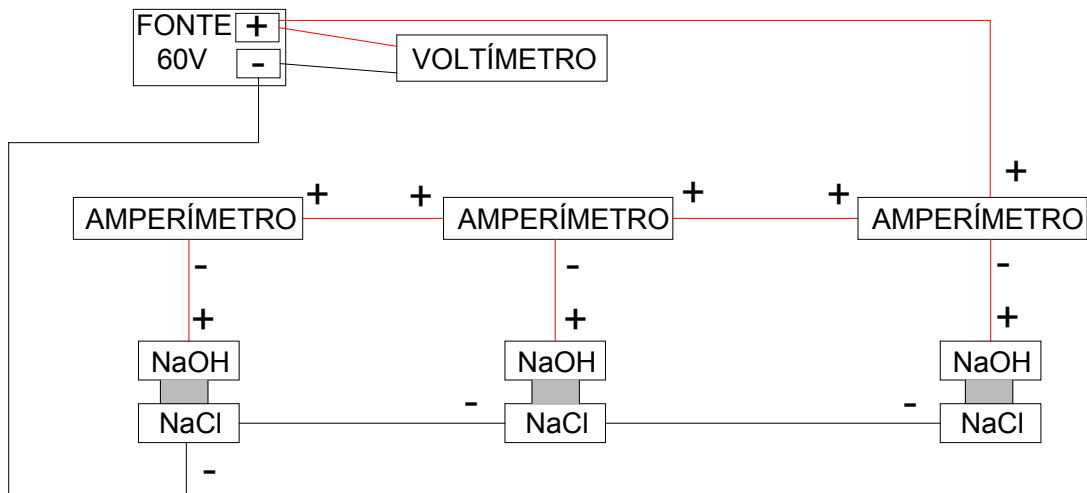 FONTE +
60V -
VOLTÍMETRO
+
+ + + +
AMPERÍMETRO AMPERÍMETRO AMPERÍMETRO
- - -
+ + +
NaOH NaOH NaOH
- -
NaCl NaCl NaCl
-